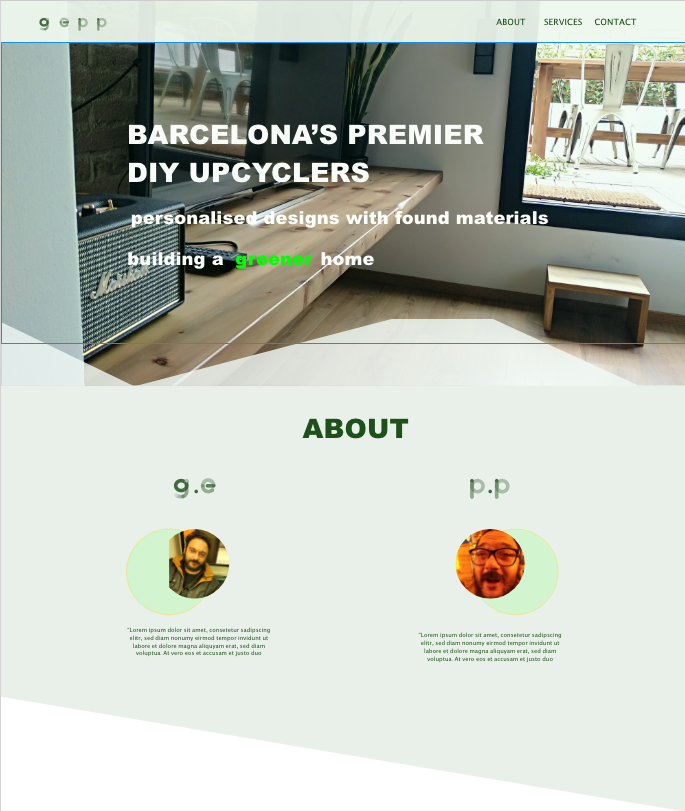 gepp
ABOUT SERVICES CONTACT
BARCELONA’S PREMIER
DIY UPCYCLERS
personalised designs with found materials
building a greener home
Marshall
ABOUT
g.e
p.p
"Lorem ipsum dolor sit amet, consetetur sadipscing
elitr, sed diam nonumy eirmod tempor invidunt ut
labore et dolore magna aliquyam erat, sed diam
voluptua. At vero eos et accusam et justo duo
"Lorem ipsum dolor sit amet, consetetur sadipscing
elitr, sed diam nonumy eirmod tempor invidunt ut
labore et dolore magna aliquyam erat, sed diam
voluptua. At vero eos et accusam et justo duo